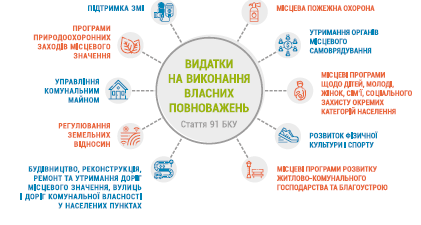 ПІДТРИМКА ЗМІ
МІСЦЕВА ПОЖЕЖНА ОХОРОНА
ПРОГРАМИ
ПРИРОДООХОРОННИХ
ЗАХОДІВ МІСЦЕВОГО
ЗНАЧЕННЯ
УТРИМАННЯ ОРГАНІВ
МІСЦЕВОГО
САМОВРЯДУВАННЯ
ВИДАТКИ
НА ВИКОНАННЯ
ВЛАСНИХ
ПОВНОВАЖЕНЬ
Стаття 91 БКУ
УПРАВЛІННЯ
КОМУНАЛЬНИМ
МАЙНОМ
МІСЦЕВІ ПРОГРАМИ
ЩОДО ДІТЕЙ, МОЛОДІ,
ЖІНОК, СІМ'Ї, СОЦІАЛЬНОГО
ЗАХИСТУ ОКРЕМИХ
КАТЕГОРІЙ НАСЕЛЕННЯ
РЕГУЛЮВАННЯ
ЗЕМЕЛЬНИХ
ВІДНОСИН
РОЗВИТОК ФІЗИЧНОЇ
КУЛЬТУРИ І СПОРТУ
БУДІВНИЦТВО, РЕКОНСТРУКЦІЯ,
РЕМОНТ ТА УТРИМАННЯ ДОРІГ
МІСЦЕВОГО ЗНАЧЕННЯ, ВУЛИЦЬ
І ДОРІГ КОМУНАЛЬНОЇ ВЛАСНОСТІ
У НАСЕЛЕНИХ ПУНКТАХ
МІСЦЕВІ ПРОГРАМИ РОЗВИТКУ
ЖИТЛОВО-КОМУНАЛЬНОГО
ГОСПОДАРСТВА ТА БЛАГОУСТРОЮ